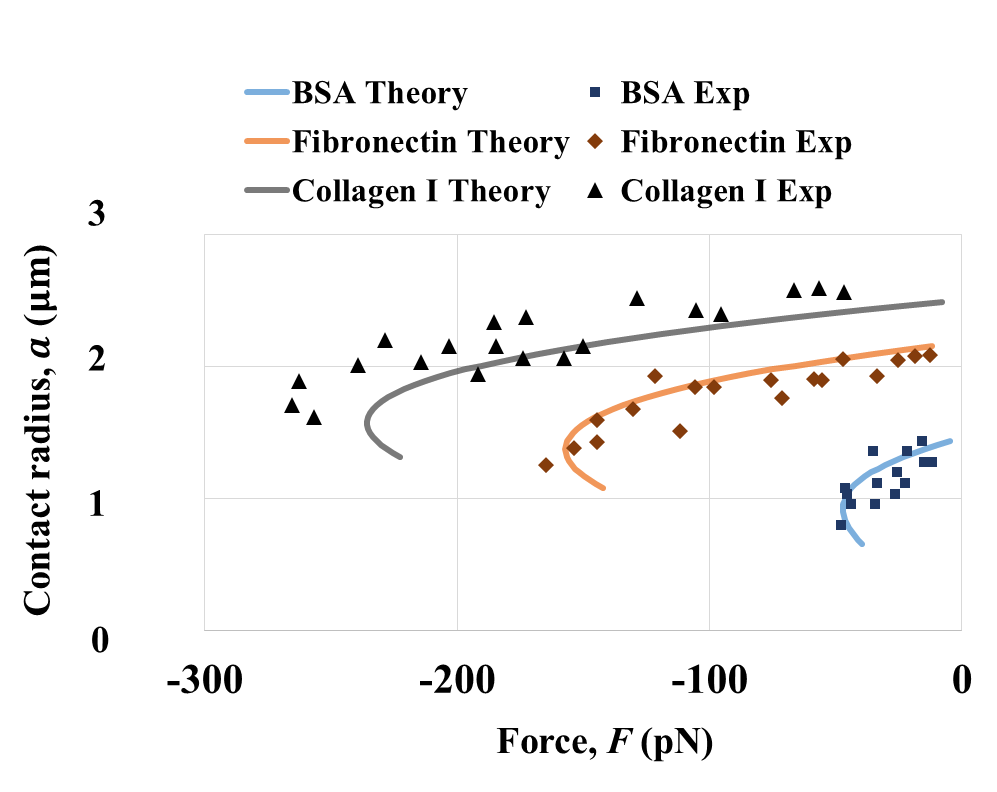 BSA Theory BSA Exp
Fibronectin Theory Fibronectin Exp
Collagen I Theory Collagen I Exp
3
2
1
0
Contact radius, a (μm)
-300 -200 -100 0
Force, F (pN)